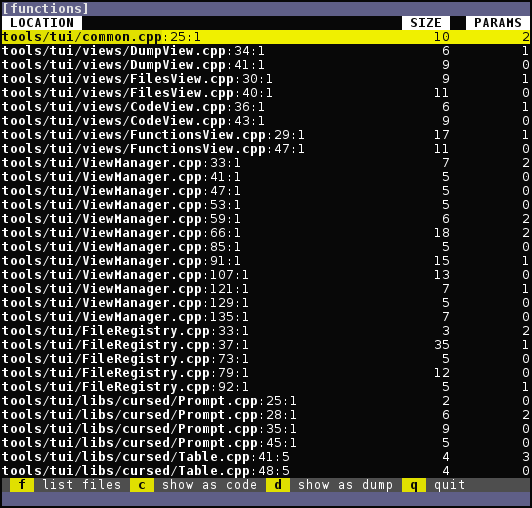 [functions]
LOCATION SIZE PARAMS
tools/tui/common.cpp:25:1 10 2
tools/tui/views/DumpView.cpp:34:1 6 1
tools/tui/views/DumpView.cpp:41:1 9 0
tools/tui/views/FilesView.cpp:30:1 9 1
tools/tui/views/FilesView.cpp:40:1 11 0
tools/tui/views/CodeView.cpp:36:1 6 1
tools/tui/views/CodeView.cpp:43:1 9 0
tools/tui/views/FunctionsView.cpp:29:1 17 1
tools/tui/views/FunctionsView.cpp:47:1 11 0
tools/tui/ViewManager.cpp:33:1 7 2
tools/tui/ViewManager.cpp:41:1 5 0
tools/tui/ViewManager.cpp:47:1 5 0
tools/tui/ViewManager.cpp:53:1 5 0
tools/tui/ViewManager.cpp:59:1 6 2
tools/tui/ViewManager.cpp:66:1 18 2
tools/tui/ViewManager.cpp:85:1 5 0
tools/tui/ViewManager.cpp:91:1 15 1
tools/tui/ViewManager.cpp:107:1 13 0
tools/tui/ViewManager.cpp:121:1 7 1
tools/tui/ViewManager.cpp:129:1 5 0
tools/tui/ViewManager.cpp:135:1 7 0
tools/tui/FileRegistry.cpp:33:1 3 2
tools/tui/FileRegistry.cpp:37:1 35 1
tools/tui/FileRegistry.cpp:73:1 5 0
tools/tui/FileRegistry.cpp:79:1 12 0
tools/tui/FileRegistry.cpp:92:1 5 1
tools/tui/libs/cursed/Prompt.cpp:25:1 2 0
tools/tui/libs/cursed/Prompt.cpp:28:1 6 2
tools/tui/libs/cursed/Prompt.cpp:35:1 9 0
tools/tui/libs/cursed/Prompt.cpp:45:1 5 0
tools/tui/libs/cursed/Table.cpp:41:5 4 3
tools/tui/libs/cursed/Table.cpp:48:5 4 0
f list files c show as code d show as dump q quit